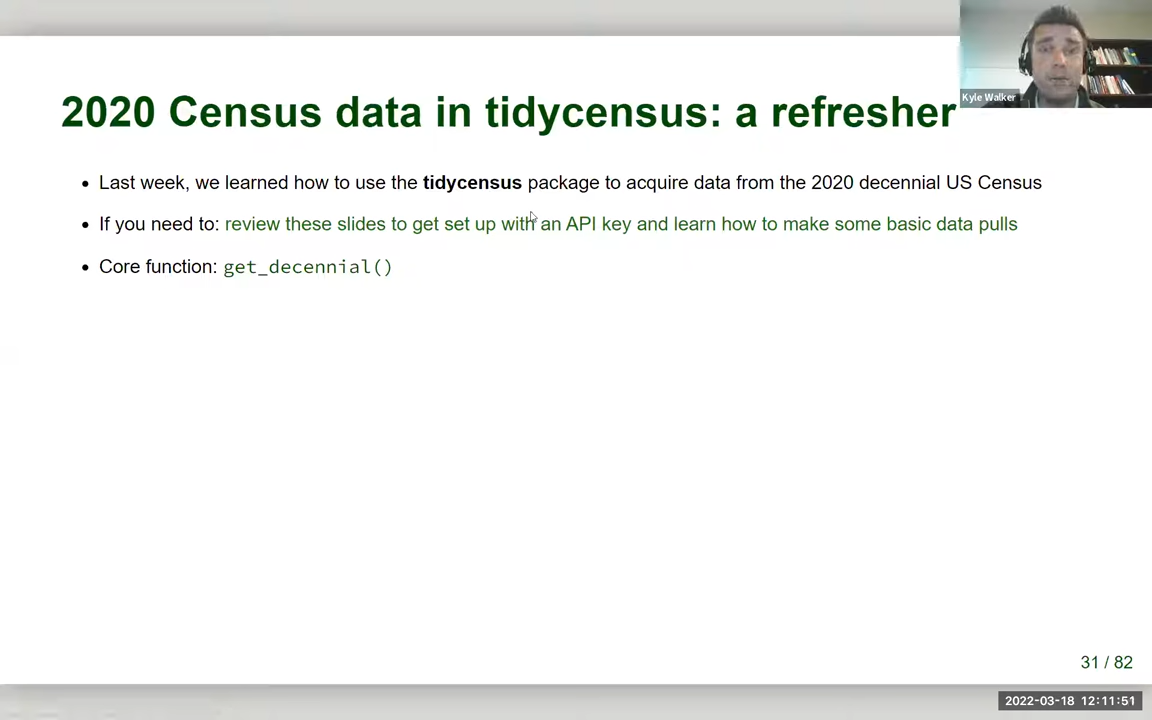 2020 Census data in tidycensus: a refresher
Kyle Walker
Last week, we learned how to use the tidycensus package to acquire data from the 2020 decennial US Census
If you need to: review these slides to get set up with an API key and learn how to make some basic data pulls
Core function: get_decennial()
31 / 82
2022-03-18 12:11:51